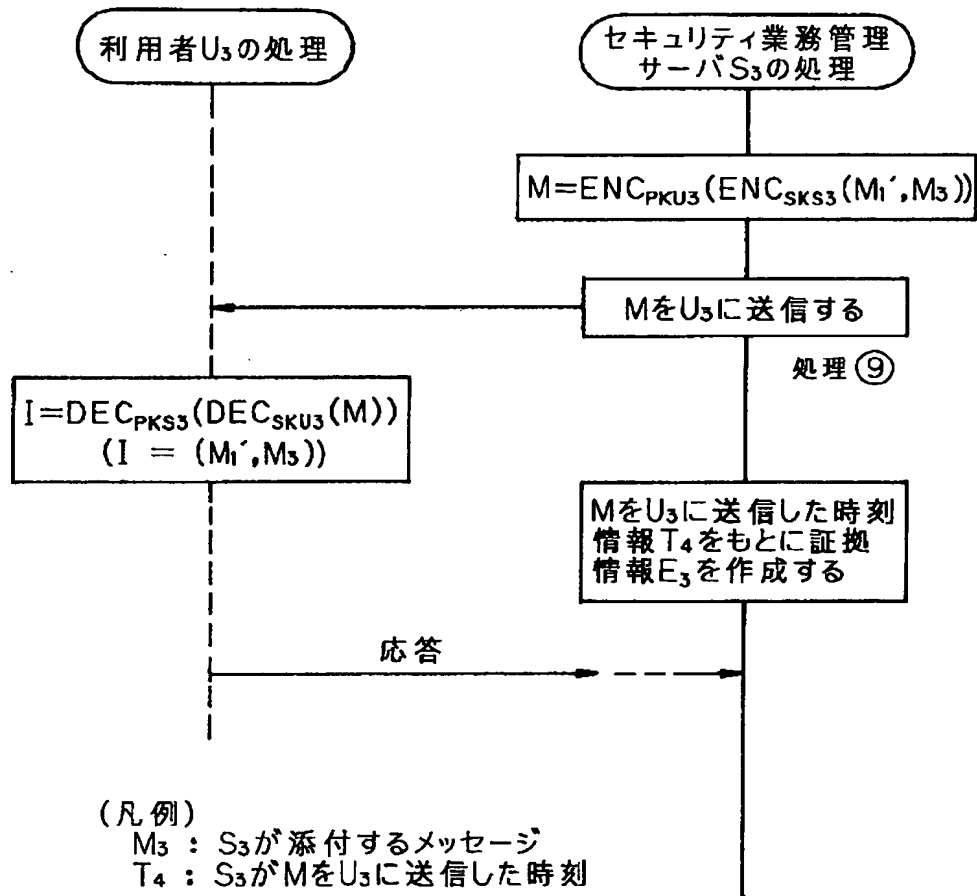 利用者U₃の処理
セキュリティ業務管理
サーバS₃の処理
M=ENC_PKU3(ENC_SKS3(M₁′,M₃))
MをU₃に送信する
処理⑨
I=DEC_PKS3(DEC_SKU3(M))
(I = (M₁′,M₃))
MをU₃に送信した時刻
情報T₄をもとに証拠
情報E₃を作成する
応答
(凡例)
M₃ : S₃が添付するメッセージ
T₄ : S₃がMをU₃に送信した時刻